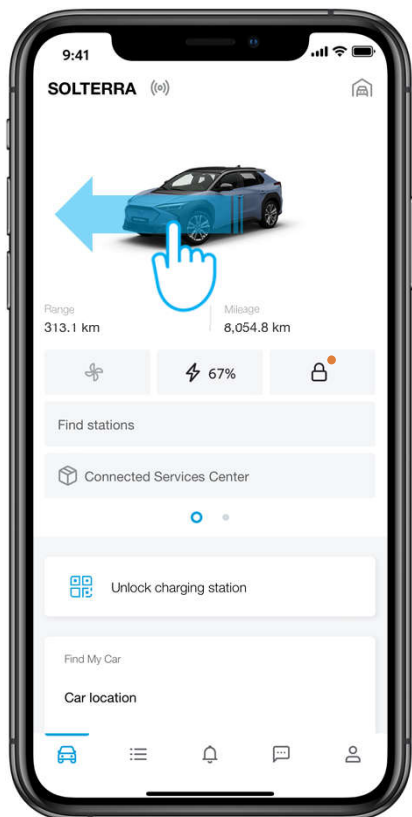 9:41
SOLTERRA
Range
Mileage
313.1 km
8,054.8 km
67%
Find stations
Connected Services Center
Unlock charging station
Find My Car
Car location